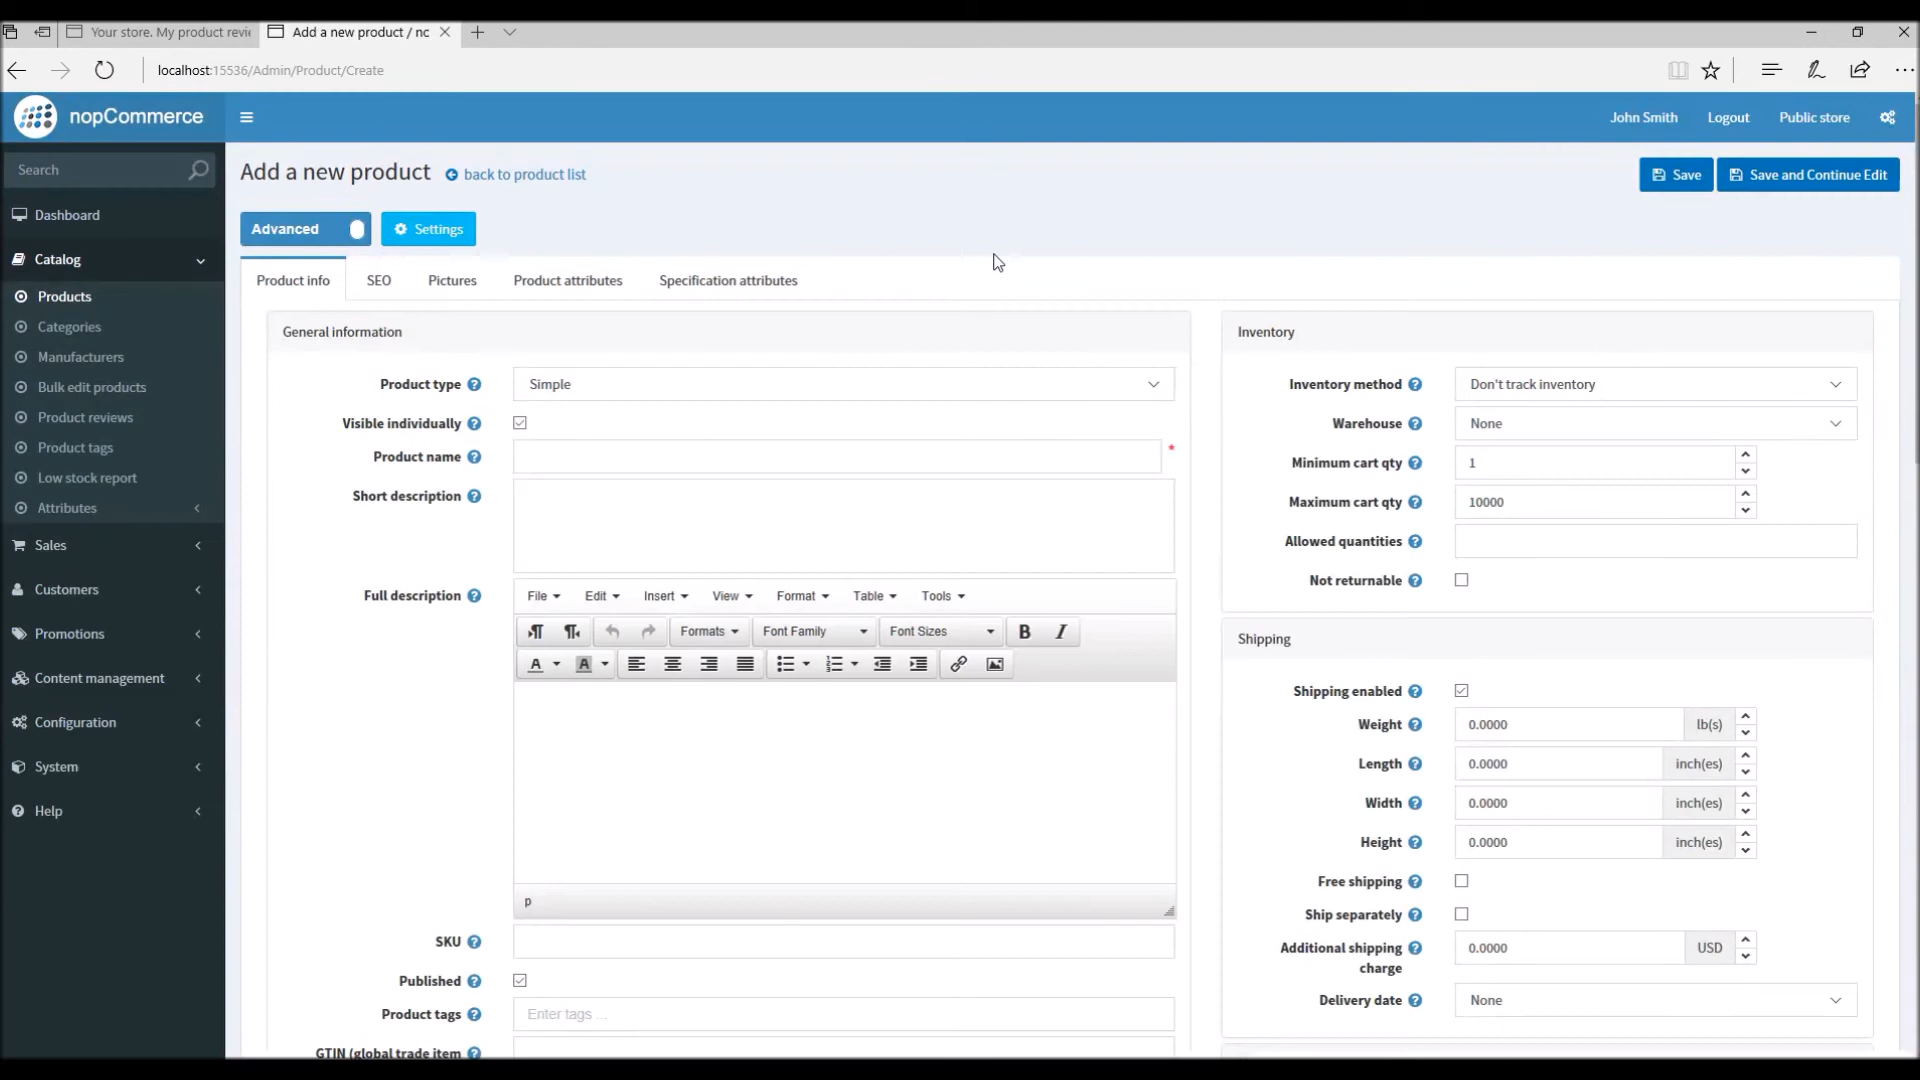 Your store. My product revi
Add a new product / nc
localhost:15536/Admin/Product/Create
nopCommerce
John Smith
Logout
Public store
Search
Add a new product
back to product list
Save
Save and Continue Edit
Dashboard
Advanced
Settings
Catalog
Product info
SEO
Pictures
Product attributes
Specification attributes
Products
Categories
Manufacturers
Bulk edit products
Product reviews
Product tags
Low stock report
Attributes
Sales
Customers
Promotions
Content management
Configuration
System
Help
General information
Product type ?
Simple
Visible individually ?
Product name ?
*
Short description ?
Full description ?
File
Edit
Insert
View
Format
Table
Tools
Formats
Font Family
Font Sizes
B
I
A
A
p
SKU ?
Published ?
Product tags ?
Enter tags ...
GTIN (global trade item ?
Inventory
Inventory method ?
Don't track inventory
Warehouse ?
None
Minimum cart qty ?
1
Maximum cart qty ?
10000
Allowed quantities ?
Not returnable ?
Shipping
Shipping enabled ?
Weight ?
0.0000
lb(s)
Length ?
0.0000
inch(es)
Width ?
0.0000
inch(es)
Height ?
0.0000
inch(es)
Free shipping ?
Ship separately ?
Additional shipping ?
charge
0.0000
USD
Delivery date ?
None